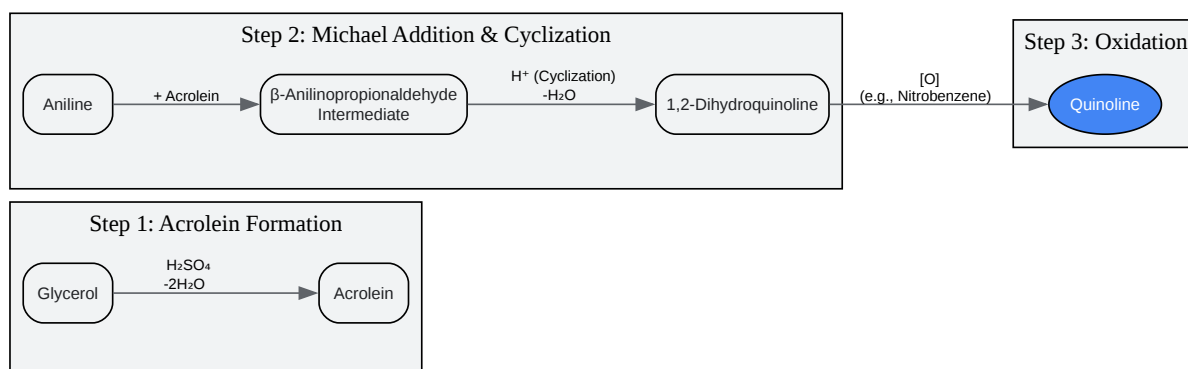 Step 2: Michael Addition & Cyclization
Aniline
+ Acrolein
β-Anilinopropionaldehyde
Intermediate
H⁺ (Cyclization)
-H₂O
1,2-Dihydroquinoline
[O]
(e.g., Nitrobenzene)
Step 3: Oxidation
Quinoline
Step 1: Acrolein Formation
Glycerol
H₂SO₄
-2H₂O
Acrolein